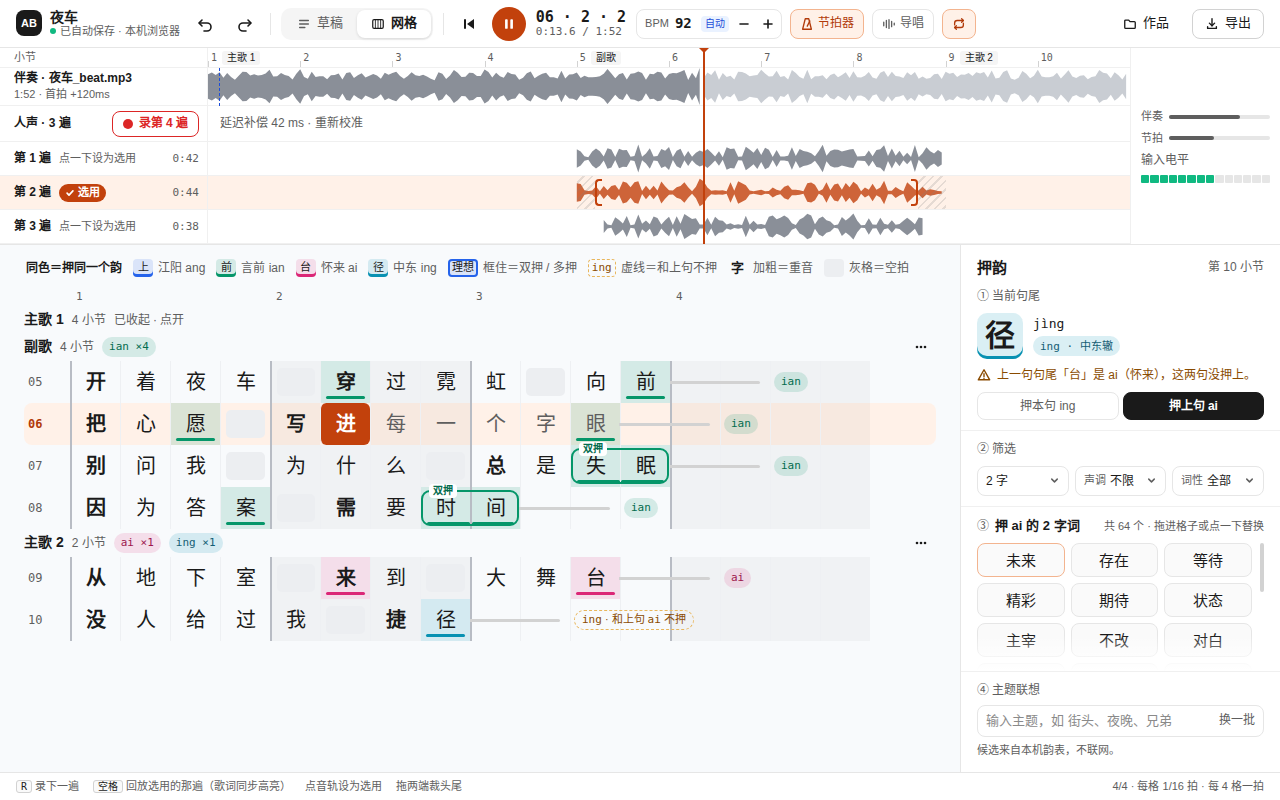 AB 夜车 已自动保存 · 本机浏览器 草稿 网格 06 · 2 · 2 0:13.6 / 1:52 BPM 92 自动 节拍器 导唱 作品 导出
小节 1 主歌 1 2 3 4 5 副歌 6 7 8 9 主歌 2 10
伴奏 · 夜车_beat.mp3
1:52 · 首拍 +120ms
人声 · 3 遍 录第 4 遍 延迟补偿 42 ms · 重新校准
第 1 遍 点一下设为选用 0:42
第 2 遍 选用 0:44
第 3 遍 点一下设为选用 0:38
伴奏
节拍
输入电平
同色＝押同一个韵 上 江阳 ang 前 言前 ian 台 怀来 ai 径 中东 ing 理想 框住＝双押 / 多押 ing 虚线＝和上句不押 字 加粗＝重音 灰格＝空拍
1 2 3 4
主歌 1 4 小节 已收起 · 点开
副歌 4 小节 ian ×4
05 开 着 夜 车 穿 过 霓 虹 向 前 ian
06 把 心 愿 写 进 每 一 个 字 眼 ian
双押
07 别 问 我 为 什 么 总 是 失 眠 ian
双押
08 因 为 答 案 需 要 时 间 ian
主歌 2 2 小节 ai ×1 ing ×1
09 从 地 下 室 来 到 大 舞 台 ai
10 没 人 给 过 我 捷 径 ing · 和上句 ai 不押
押韵 第 10 小节
① 当前句尾
径 jìng
ing · 中东辙
上一句句尾「台」是 ai（怀来），这两句没押上。
押本句 ing 押上句 ai
② 筛选
2 字 声调 不限 词性 全部
③ 押 ai 的 2 字词 共 64 个 · 拖进格子或点一下替换
未来 存在 等待
精彩 期待 状态
主宰 不改 对白
④ 主题联想
输入主题，如 街头、夜晚、兄弟 换一批
候选来自本机韵表，不联网。
R 录下一遍 空格 回放选用的那遍（歌词同步高亮） 点音轨设为选用 拖两端裁头尾 4/4 · 每格 1/16 拍 · 每 4 格一拍